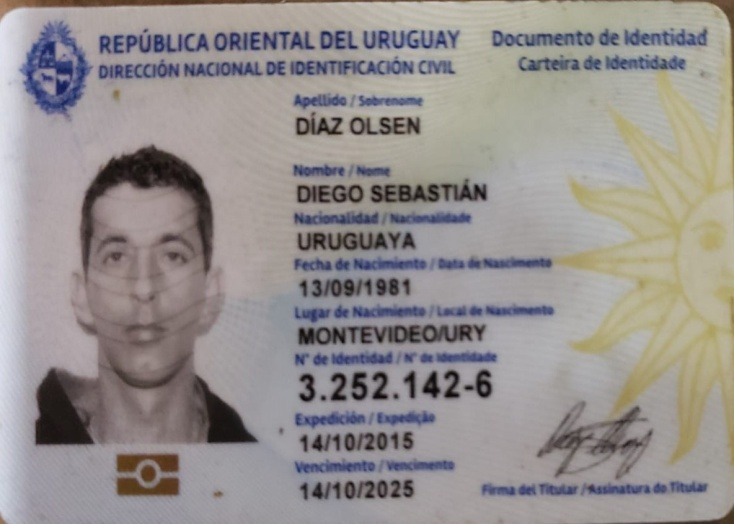 REPÚBLICA ORIENTAL DEL URUGUAY
DIRECCIÓN NACIONAL DE IDENTIFICACIÓN CIVIL
Documento de Identidad
Carteira de Identidade
Apellido / Sobrenome
DÍAZ OLSEN
Nombre / Nome
DIEGO SEBASTIÁN
Nacionalidad / Nacionalidade
URUGUAYA
Fecha de Nacimiento / Data de Nascimento
13/09/1981
Lugar de Nacimiento / Local de Nascimento
MONTEVIDEO/URY
N° de Identidad / N° de Identidade
3.252.142-6
Expedición / Expedição
14/10/2015
Vencimiento / Vencimento
14/10/2025
Firma del Titular / Assinatura do Titular